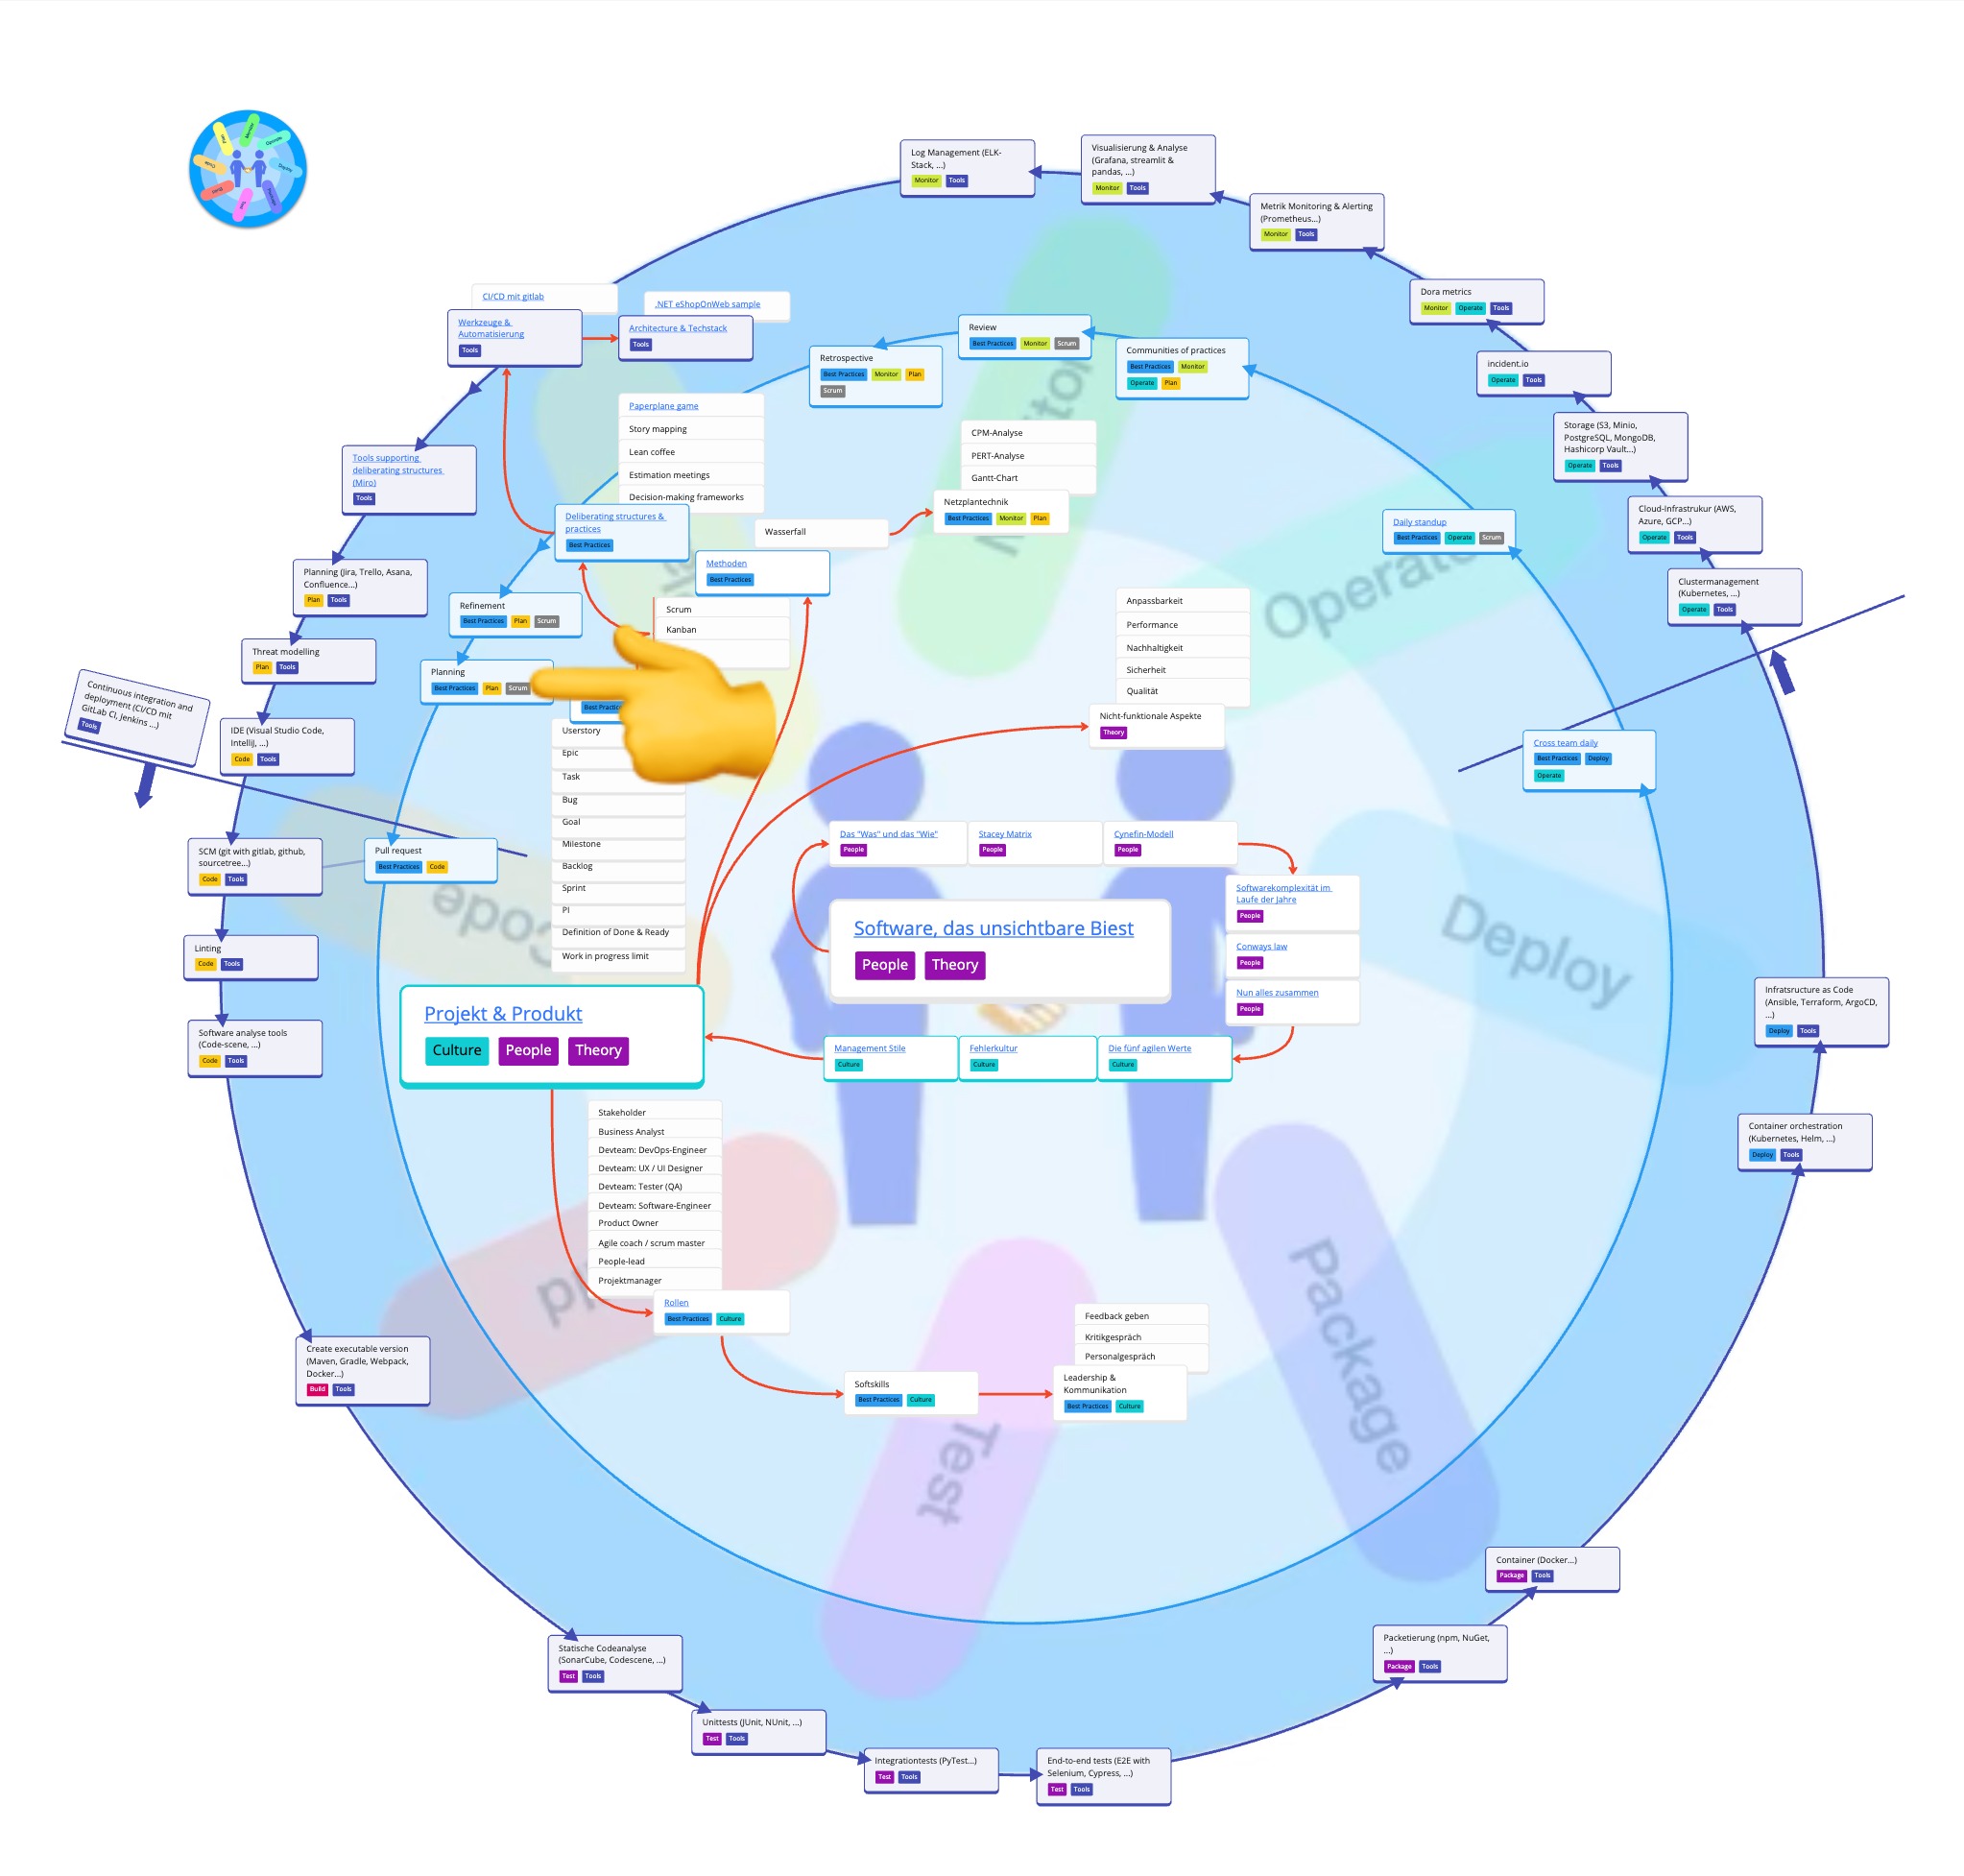 Log Management (ELK-
Stack, ...)
Monitor Tools
Visualisierung & Analyse
(Grafana, streamlit &
pandas, ...)
Monitor Tools
Metrik Monitoring & Alerting
(Prometheus...)
Monitor Tools
Dora metrics
Monitor Operate Tools
incident.io
Operate Tools
Storage (S3, Minio,
PostgreSQL, MongoDB,
Hashicorp Vault...)
Operate Tools
Cloud-Infrastrukur (AWS,
Azure, GCP...)
Operate Tools
Clustermanagement
(Kubernetes, ...)
Operate Tools
CI/CD mit gitlab
Werkzeuge &
Automatisierung
Tools
.NET eShopOnWeb sample
Architecture & Techstack
Tools
Review
Best Practices Monitor Scrum
Retrospective
Best Practices Monitor Plan
Scrum
Communities of practices
Best Practices Monitor
Operate Plan
Paperplane game
Story mapping
Lean coffee
Estimation meetings
Decision-making frameworks
Deliberating structures &
practices
Best Practices
CPM-Analyse
PERT-Analyse
Gantt-Chart
Netzplantechnik
Best Practices Monitor Plan
Wasserfall
Methoden
Best Practices
Scrum
Kanban
Daily standup
Best Practices Operate Scrum
Operate
Tools supporting
deliberating structures
(Miro)
Tools
Planning (Jira, Trello, Asana,
Confluence...)
Plan Tools
Threat modelling
Plan Tools
Continuous integration and
deployment (CI/CD mit
GitLab CI, Jenkins ...)
Tools
IDE (Visual Studio Code,
Intellij, ...)
Code Tools
SCM (git with gitlab, github,
sourcetree...)
Code Tools
Linting
Code Tools
Software analyse tools
(Code-scene, ...)
Code Tools
Refinement
Best Practices Plan Scrum
Planning
Best Practices Plan Scrum
Pull request
Best Practices Code
Code
Userstory
Epic
Task
Bug
Goal
Milestone
Backlog
Sprint
PI
Definition of Done & Ready
Work in progress limit
Anpassbarkeit
Performance
Nachhaltigkeit
Sicherheit
Qualität
Nicht-funktionale Aspekte
Theory
Cross team daily
Best Practices Deploy
Operate
Das "Was" und das "Wie"
People
Stacey Matrix
People
Cynefin-Modell
People
Softwarekomplexität im
Laufe der Jahre
People
Conways law
People
Nun alles zusammen
People
Software, das unsichtbare Biest
People Theory
Projekt & Produkt
Culture People Theory
Management Stile
Culture
Fehlerkultur
Culture
Die fünf agilen Werte
Culture
Deploy
Infratsructure as Code
(Ansible, Terraform, ArgoCD,
...)
Deploy Tools
Container orchestration
(Kubernetes, Helm, ...)
Deploy Tools
Stakeholder
Business Analyst
Devteam: DevOps-Engineer
Devteam: UX / UI Designer
Devteam: Tester (QA)
Devteam: Software-Engineer
Product Owner
Agile coach / scrum master
People-lead
Projektmanager
Rollen
Best Practices Culture
Softskills
Best Practices Culture
Feedback geben
Kritikgespräch
Personalgespräch
Leadership &
Kommunikation
Best Practices Culture
Package
Test
Create executable version
(Maven, Gradle, Webpack,
Docker...)
Build Tools
Statische Codeanalyse
(SonarCube, Codescene, ...)
Test Tools
Unittests (JUnit, NUnit, ...)
Test Tools
Integrationtests (PyTest...)
Test Tools
End-to-end tests (E2E with
Selenium, Cypress, ...)
Test Tools
Packetierung (npm, NuGet,
...)
Package Tools
Container (Docker...)
Package Tools